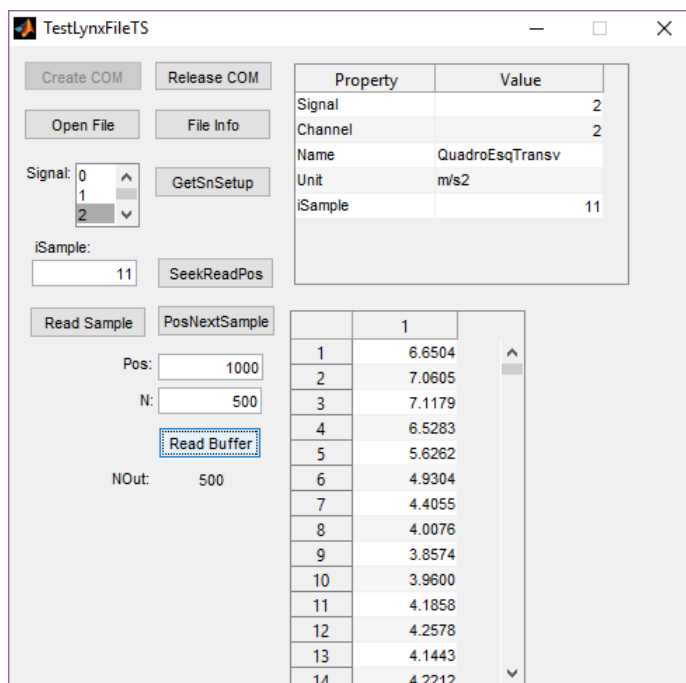 TestLynxFileTS
Create COM Release COM
Open File File Info
Signal: 0
1
2
GetSnSetup
iSample:
11 SeekReadPos
Read Sample PosNextSample
Pos: 1000
N: 500
Read Buffer
NOut: 500
Property Value
Signal 2
Channel 2
Name QuadroEsqTransv
Unit m/s2
iSample 11
1
1 6.6504
2 7.0605
3 7.1179
4 6.5283
5 5.6262
6 4.9304
7 4.4055
8 4.0076
9 3.8574
10 3.9600
11 4.1858
12 4.2578
13 4.1443
14 4.2212